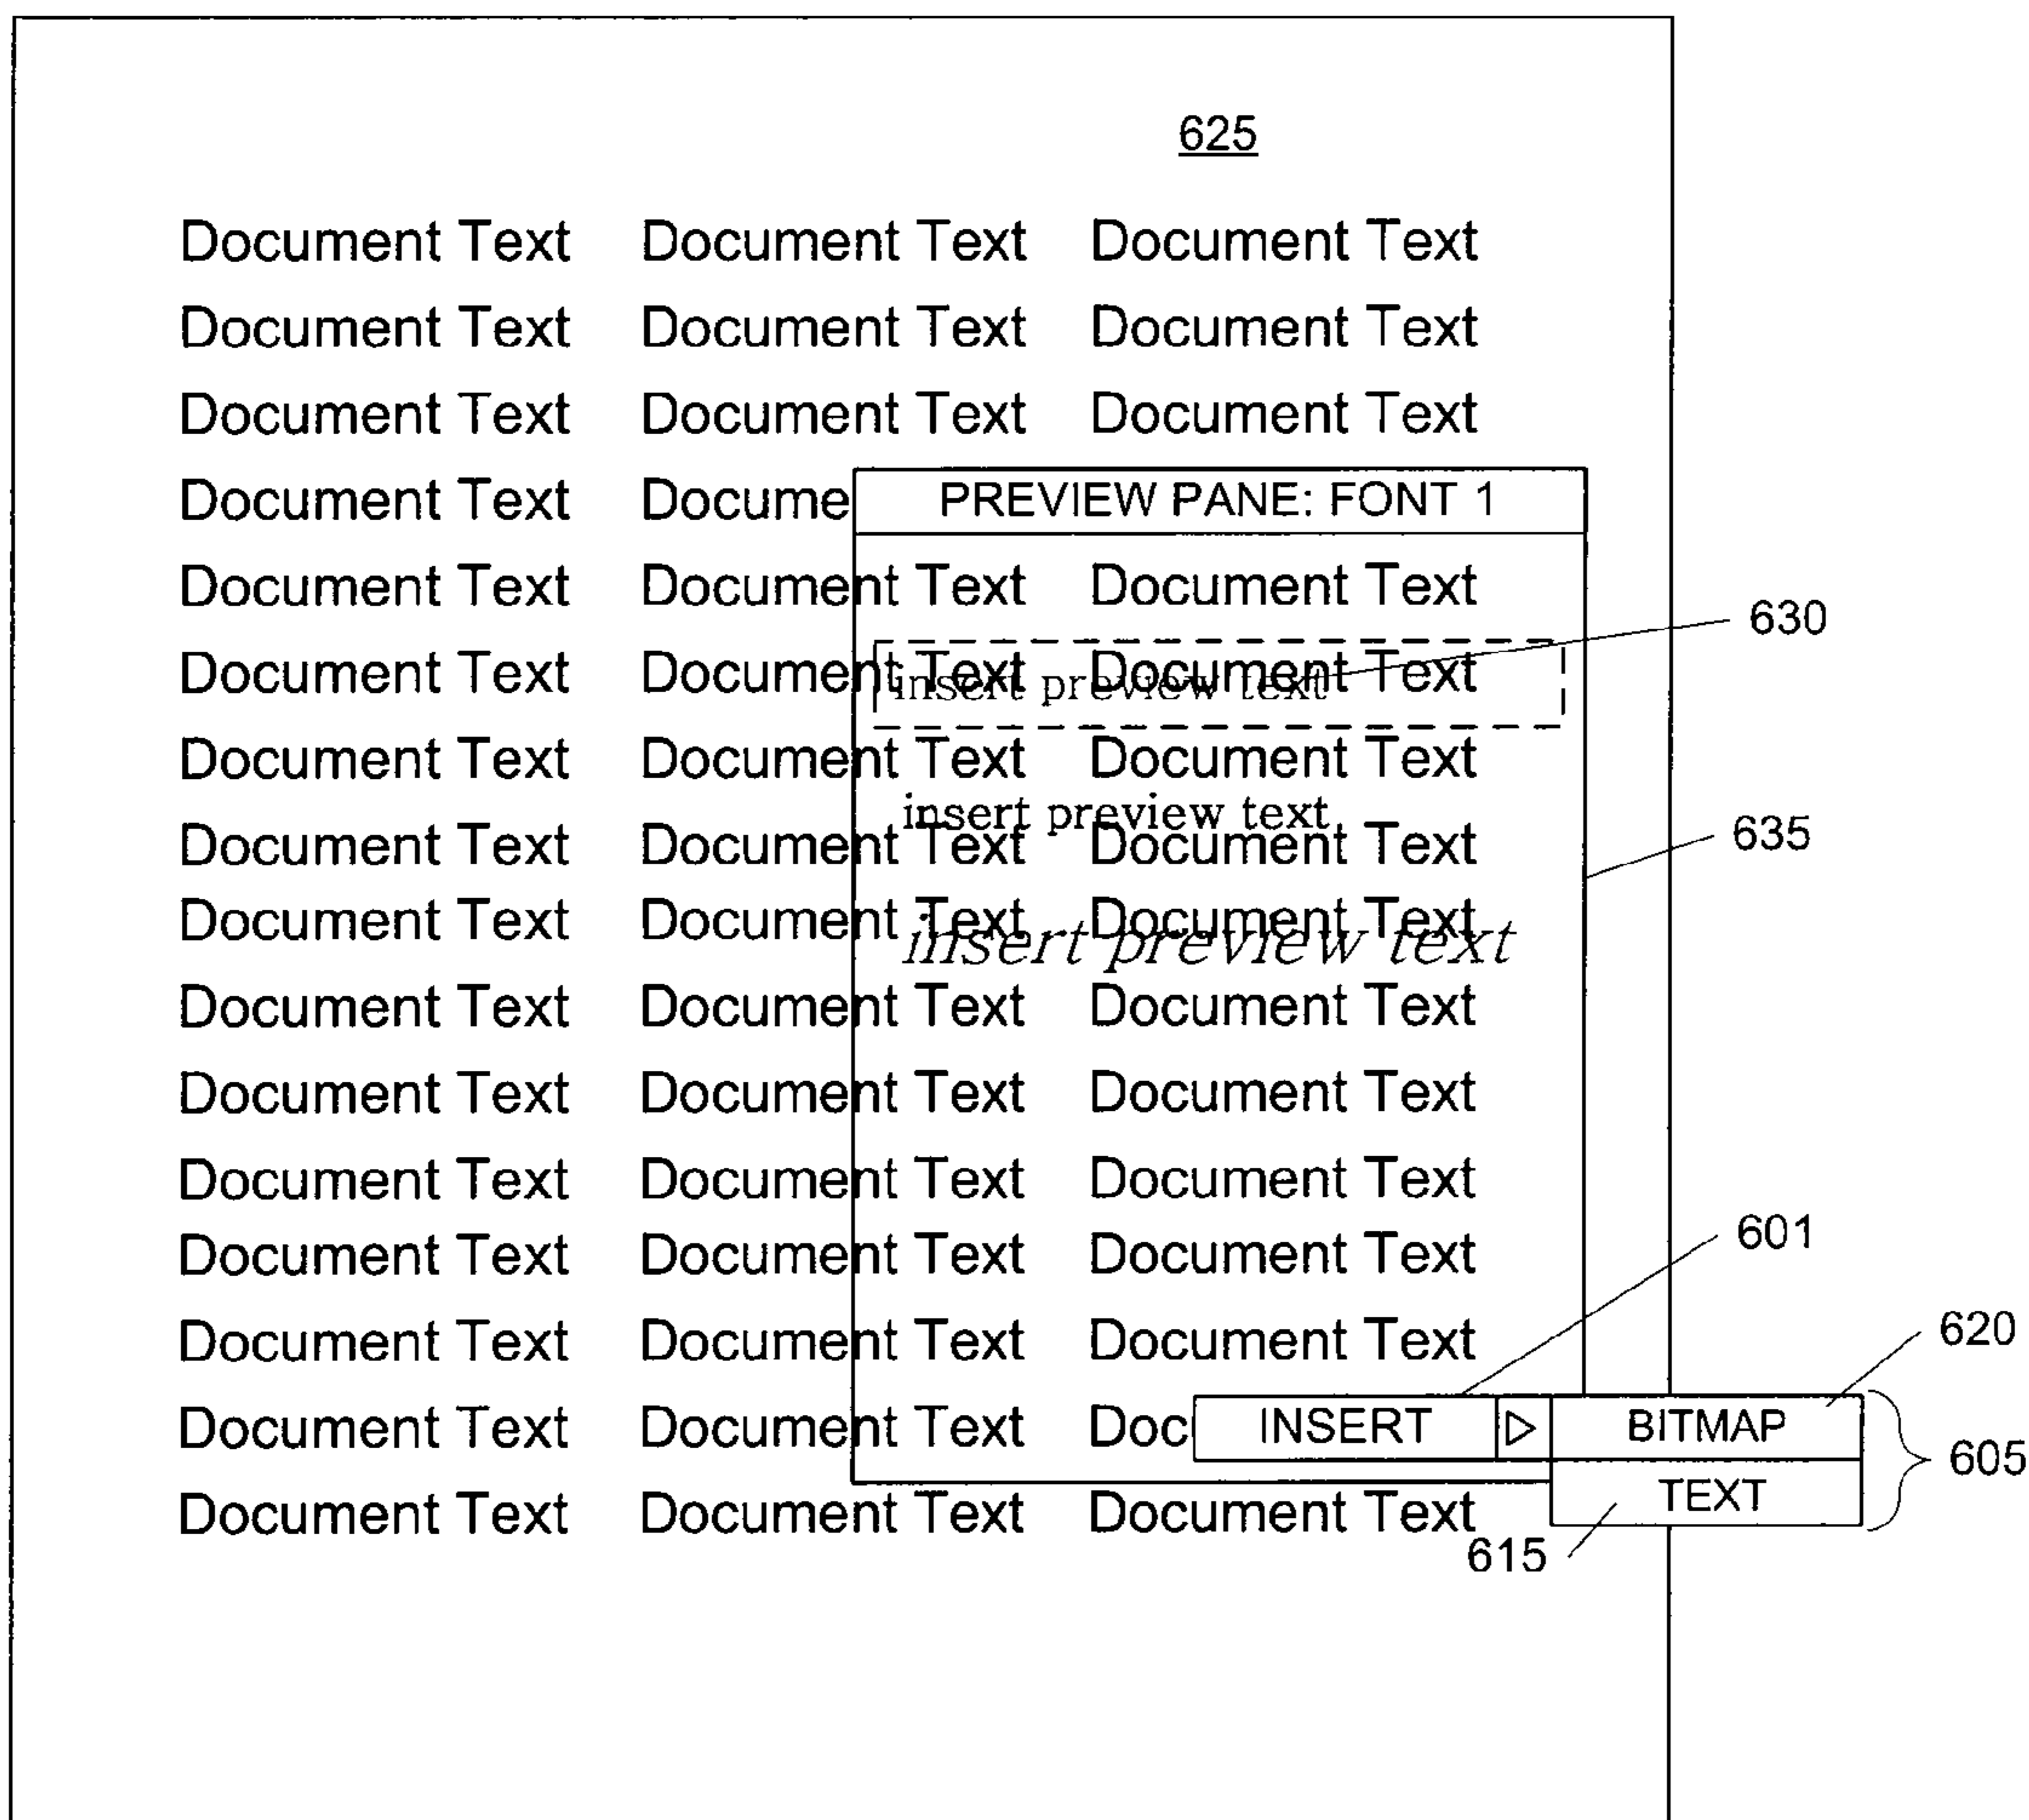 625
Document Text Document Text Document Text
Document Text Document Text Document Text
Document Text Document Text Document Text
Document Text Docume PREVIEW PANE: FONT 1
Document Text Document Text Document Text
630
Document Text Document Text Document Text
insert preview text
Document Text Document Text Document Text
insert preview text
635
Document Text Document Text Document Text
Document Text Document Text Document Text
insert preview text
Document Text Document Text Document Text
Document Text Document Text Document Text
Document Text Document Text Document Text
601
Document Text Document Text Document Text
620
Document Text Document Text Document Text
Document Text Document Text Doc INSERT BITMAP
605
TEXT
Document Text Document Text Document Text
615